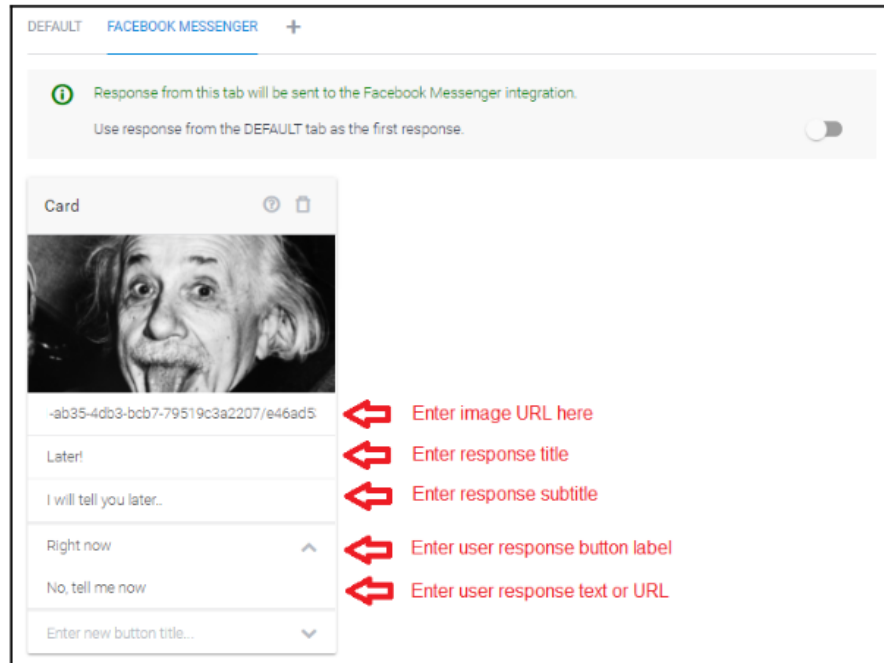 DEFAULT FACEBOOK MESSENGER +
Response from this tab will be sent to the Facebook Messenger integration.
Use response from the DEFAULT tab as the first response.
Card
-ab35-4db3-bcb7-79519c3a2207/e46ad5 Enter image URL here
Later! Enter response title
I will tell you later.. Enter response subtitle
Right now Enter user response button label
No, tell me now Enter user response text or URL
Enter new button title...